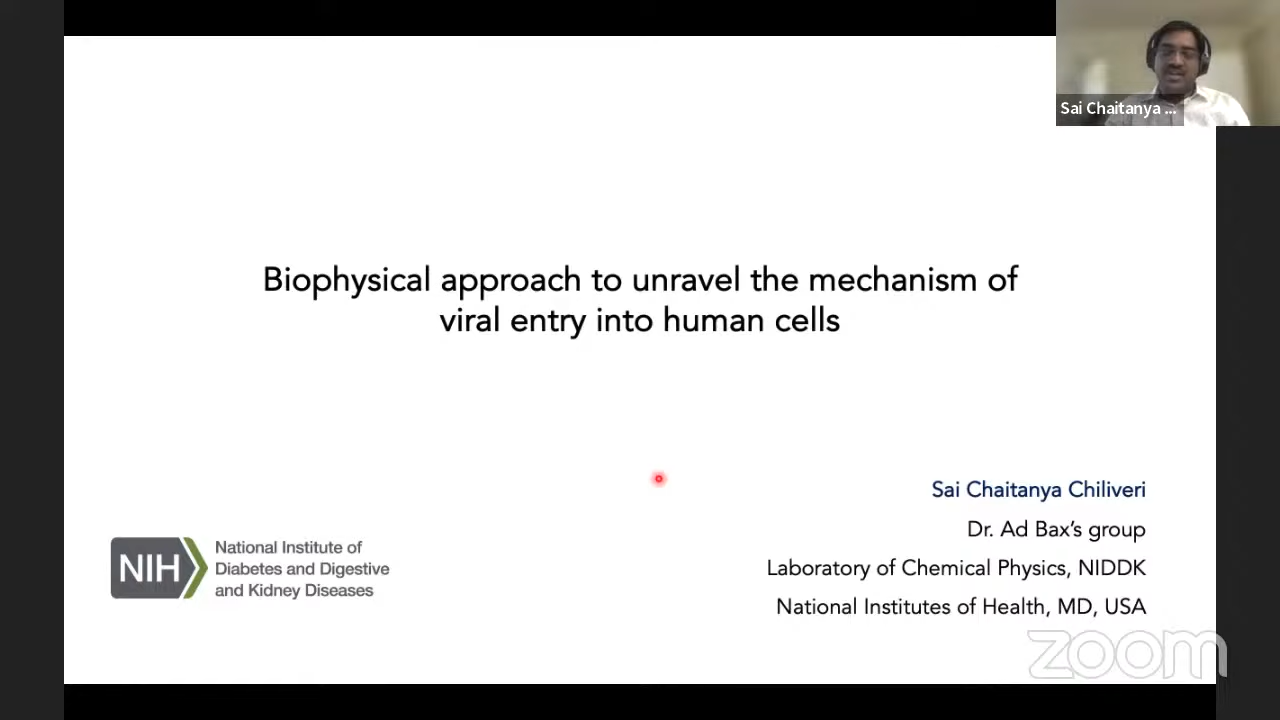 Sai Chaitanya ...
Biophysical approach to unravel the mechanism of
viral entry into human cells
Sai Chaitanya Chiliveri
Dr. Ad Bax's group
Laboratory of Chemical Physics, NIDDK
National Institutes of Health, MD, USA
NIH
National Institute of
Diabetes and Digestive
and Kidney Diseases
zoom